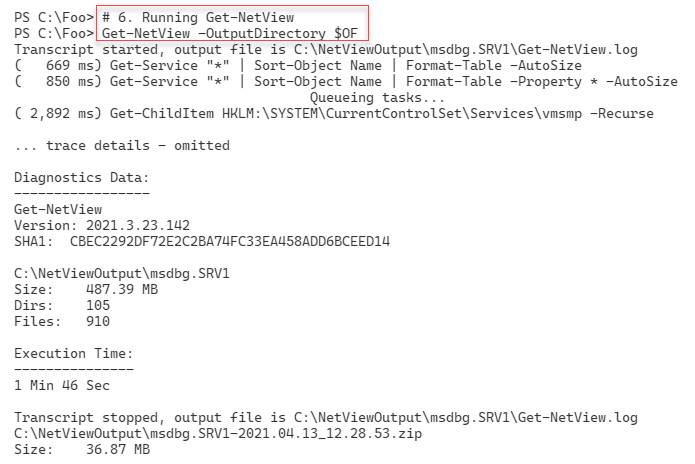 PS C:\Foo> # 6. Running Get-NetView
PS C:\Foo> Get-NetView -OutputDirectory $OF
Transcript started, output file is C:\NetViewOutput\msdbg.SRV1\Get-NetView.log
(   669 ms) Get-Service "*" | Sort-Object Name | Format-Table -AutoSize
(   850 ms) Get-Service "*" | Sort-Object Name | Format-Table -Property * -AutoSize
Queueing tasks...
( 2,892 ms) Get-ChildItem HKLM:\SYSTEM\CurrentControlSet\Services\vmsmp -Recurse
... trace details - omitted
Diagnostics Data:
-----------------
Get-NetView
Version: 2021.3.23.142
SHA1:  CBEC2292DF72E2C2BA74FC33EA458ADD6BCEED14
C:\NetViewOutput\msdbg.SRV1
Size:    487.39 MB
Dirs:    105
Files:   910
Execution Time:
---------------
1 Min 46 Sec
Transcript stopped, output file is C:\NetViewOutput\msdbg.SRV1\Get-NetView.log
C:\NetViewOutput\msdbg.SRV1-2021.04.13_12.28.53.zip
Size:    36.87 MB